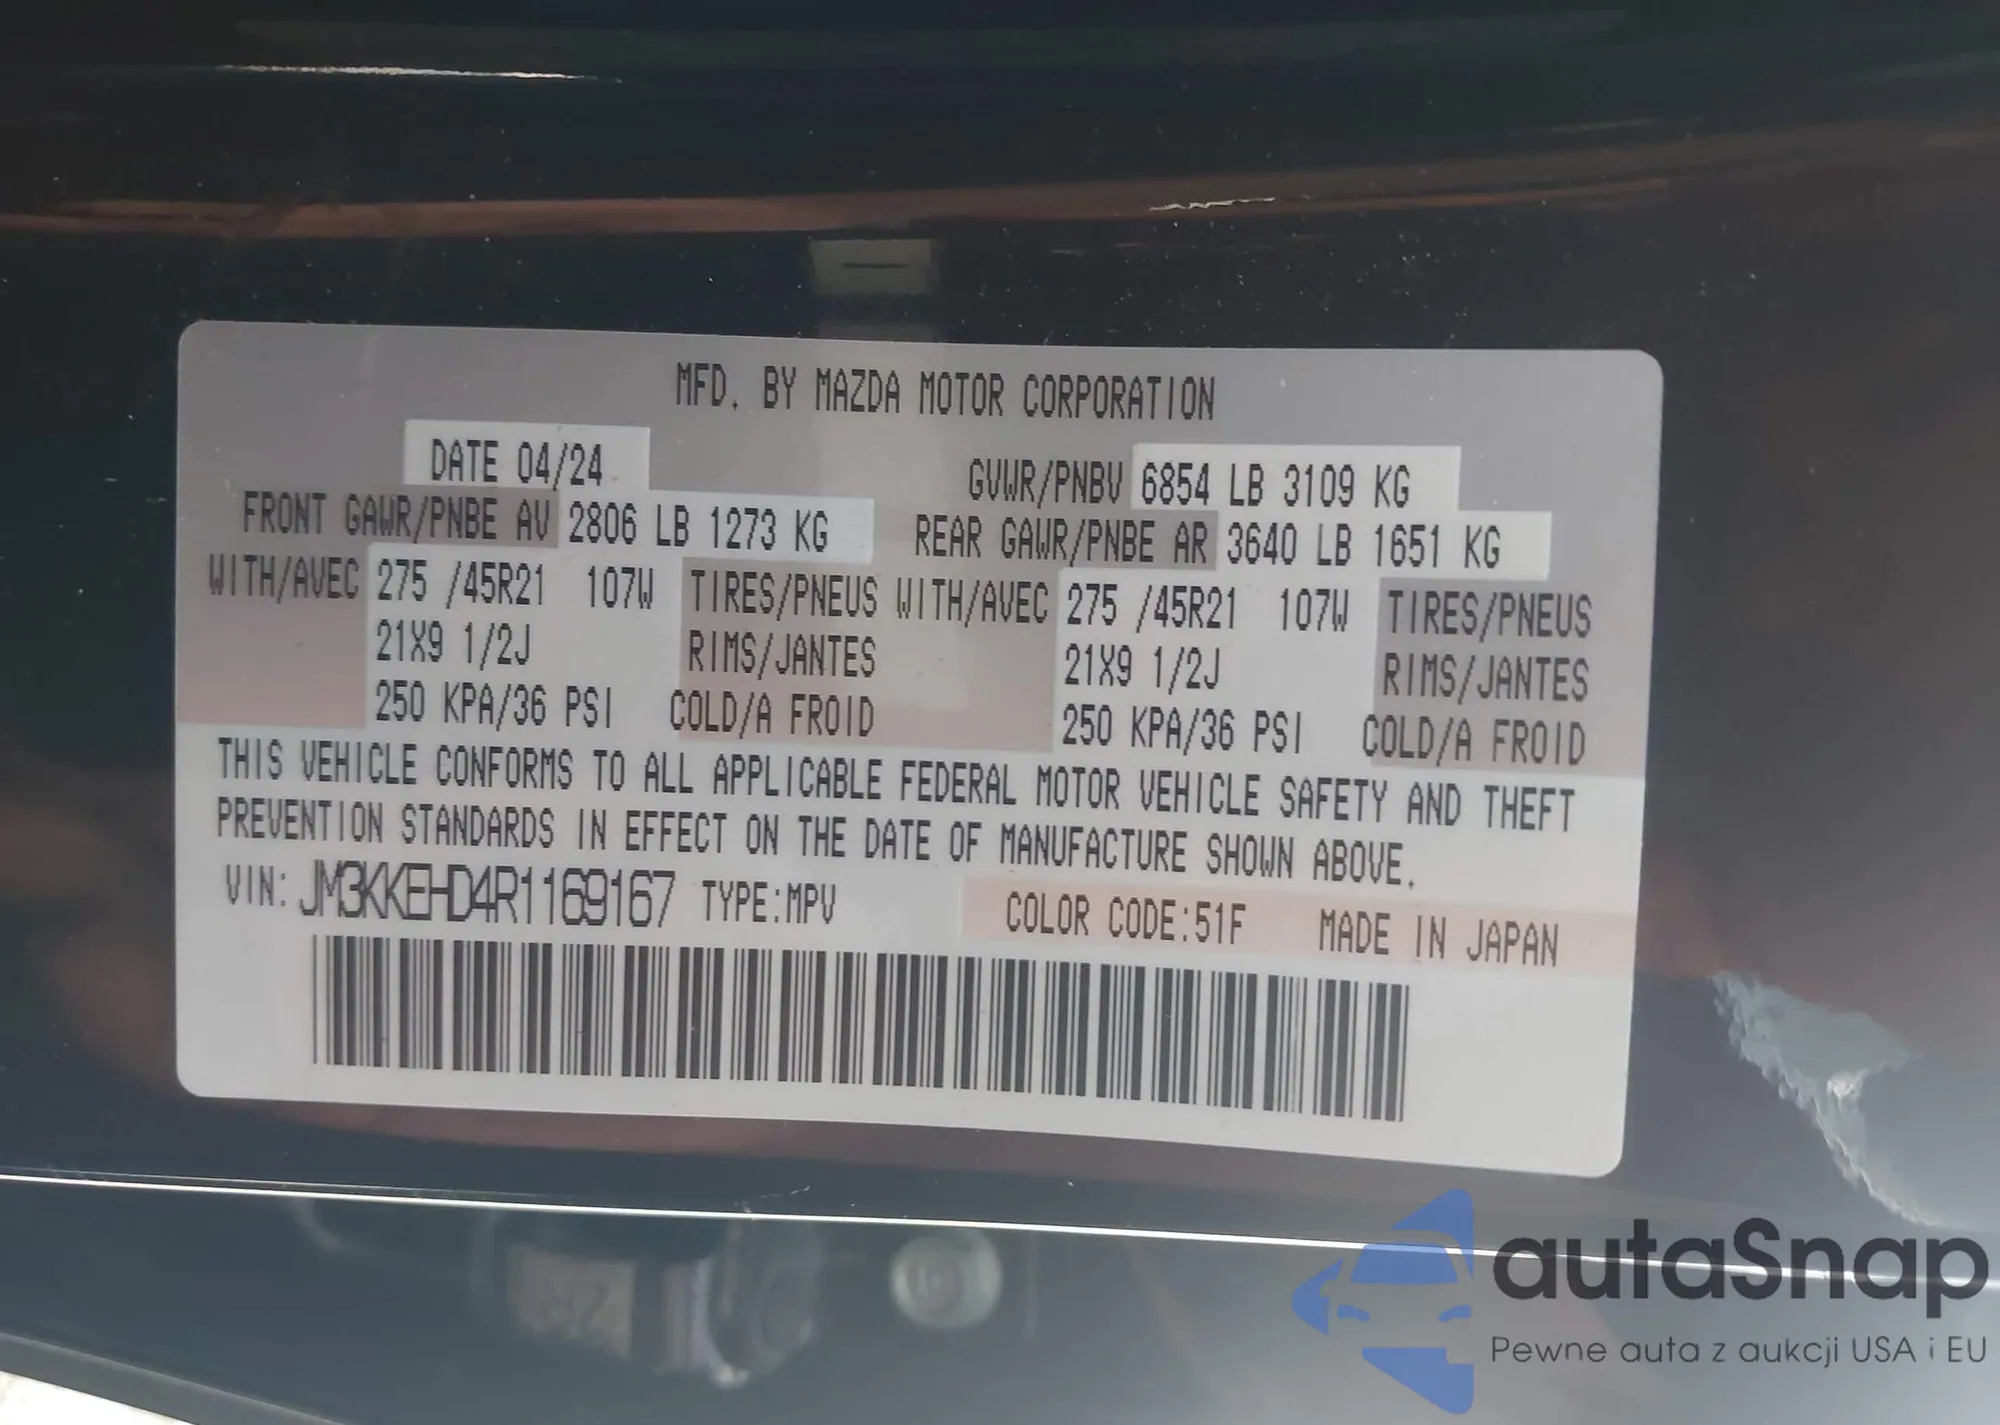 MFD. BY MAZDA MOTOR CORPORATION
DATE 04/24 GVWR/PNBV 6854 LB 3109 KG
FRONT GAWR/PNBE AV 2806 LB 1273 KG REAR GAWR/PNBE AR 3640 LB 1651 KG
WITH/AVEC 275 /45R21 107W TIRES/PNEUS WITH/AVEC 275 /45R21 107W TIRES/PNEUS
21X9 1/2J RIMS/JANTES 21X9 1/2J RIMS/JANTES
250 KPA/36 PSI COLD/A FROID 250 KPA/36 PSI COLD/A FROID
THIS VEHICLE CONFORMS TO ALL APPLICABLE FEDERAL MOTOR VEHICLE SAFETY AND THEFT
PREVENTION STANDARDS IN EFFECT ON THE DATE OF MANUFACTURE SHOWN ABOVE.
VIN: JM3KKEHD4R1169167 TYPE:MPV COLOR CODE:51F MADE IN JAPAN
autaSnap
Pewne auta z aukcji USA i EU